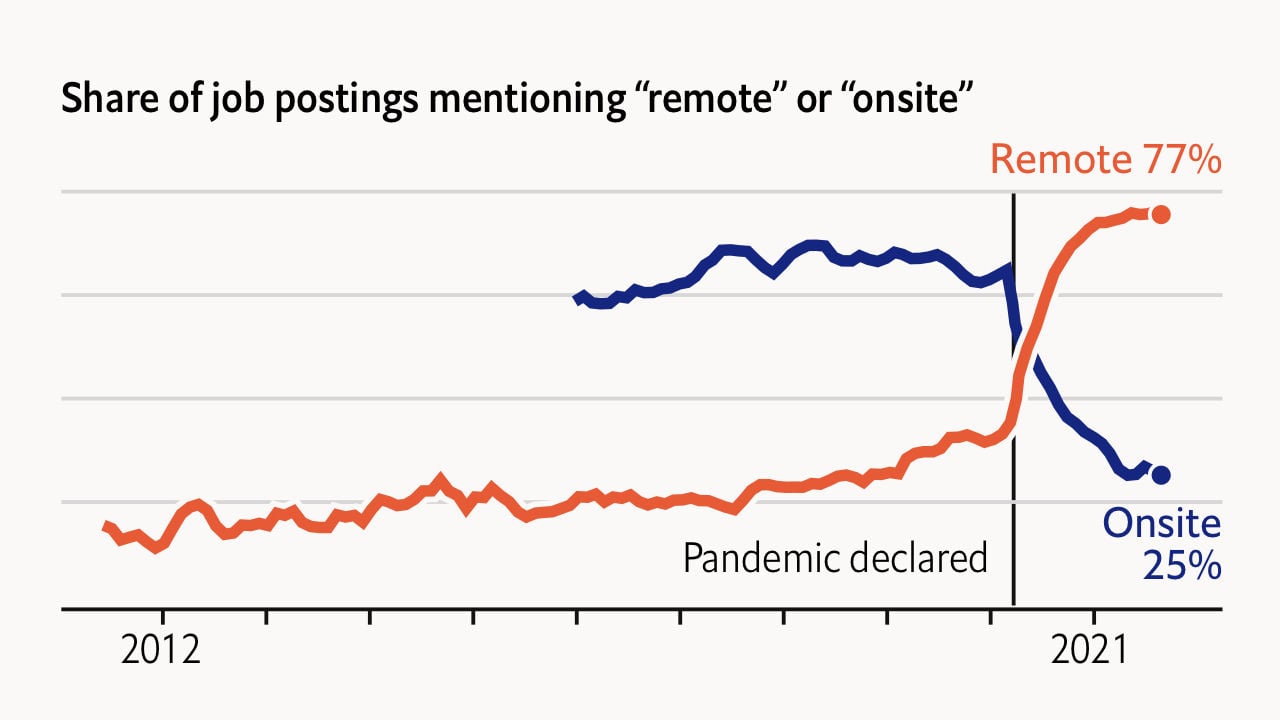 Share of job postings mentioning “remote” or “onsite”
Remote 77%
Pandemic declared
Onsite
25%
2012
2021